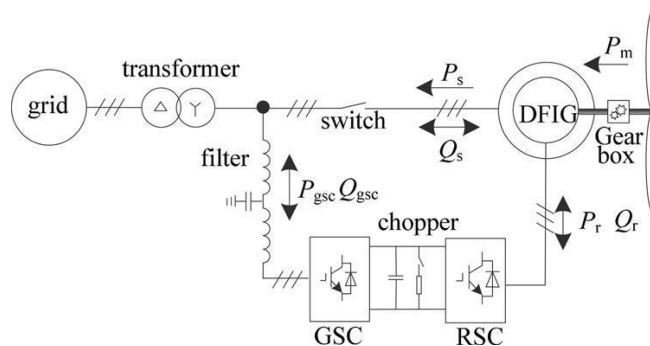 transformer
grid
Δ
Y
switch
P_s
Q_s
P_m
DFIG
Gear
box
filter
P_gsc Q_gsc
chopper
P_r Q_r
GSC
RSC